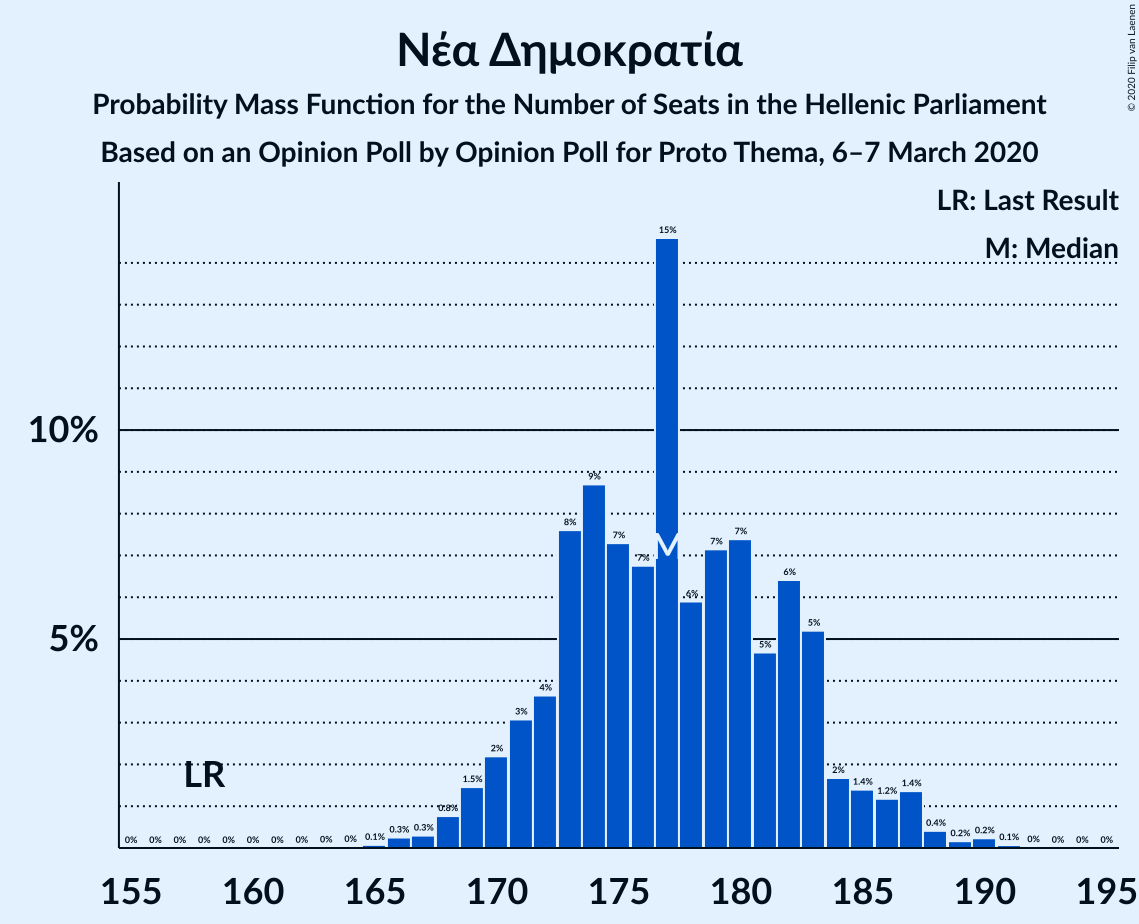 Νέα Δημοκρατία
Probability Mass Function for the Number of Seats in the Hellenic Parliament
Based on an Opinion Poll by Opinion Poll for Proto Thema, 6–7 March 2020
© 2020 Filip van Laenen
LR: Last Result
M: Median
10%
5%
LR
M
0% 0% 0% 0% 0% 0% 0% 0% 0% 0% 0.1% 0.3% 0.3% 0.8% 1.5% 2% 3% 4% 8% 9% 7% 7% 15% 6% 7% 7% 5% 6% 5% 2% 1.4% 1.2% 1.4% 0.4% 0.2% 0.2% 0.1% 0% 0% 0% 0%
155 160 165 170 175 180 185 190 195